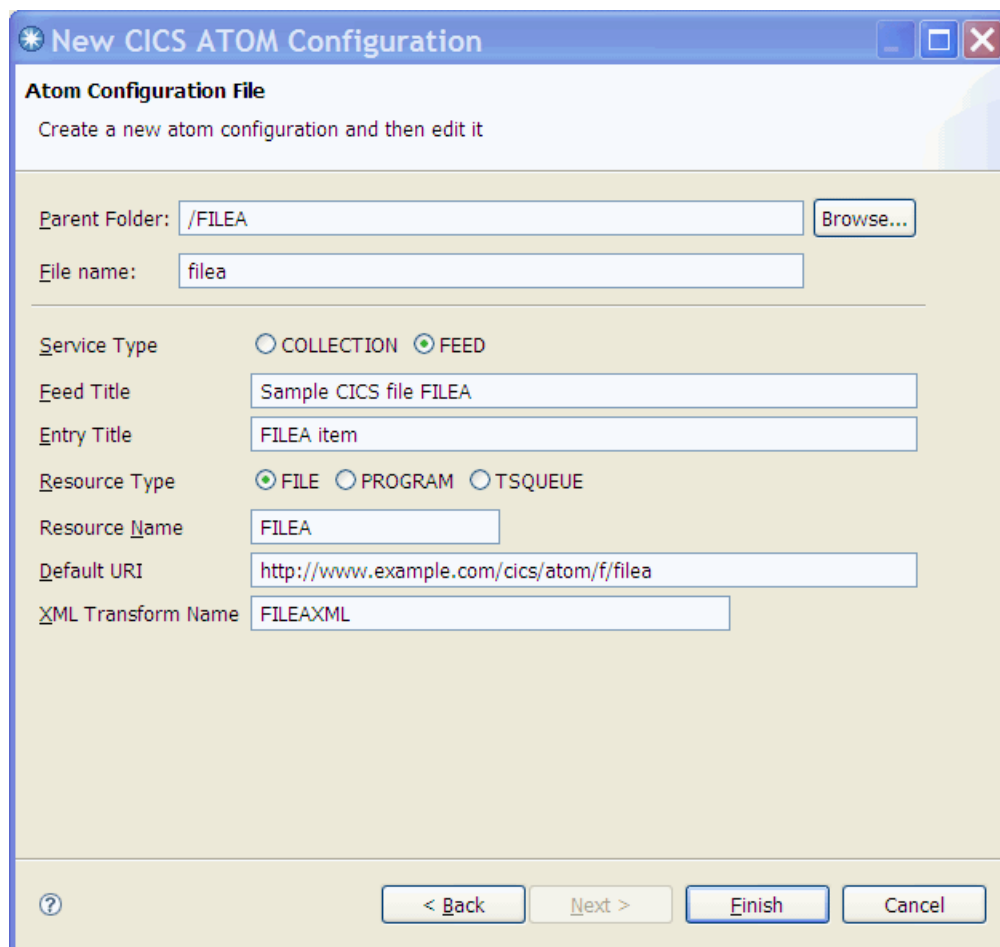 New CICS ATOM Configuration
Atom Configuration File
Create a new atom configuration and then edit it
Parent Folder: /FILEA Browse...
File name: filea
Service Type COLLECTION FEED
Feed Title Sample CICS file FILEA
Entry Title FILEA item
Resource Type FILE PROGRAM TSQUEUE
Resource Name FILEA
Default URI http://www.example.com/cics/atom/f/filea
XML Transform Name FILEAXML
? < Back Next > Finish Cancel